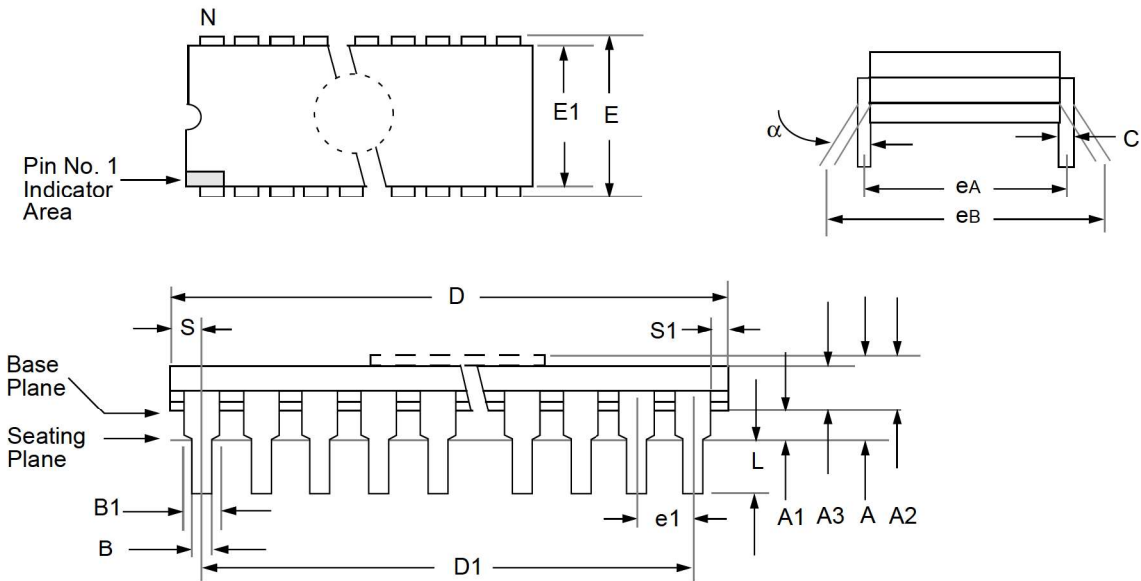 N
E1
E
Pin No. 1
Indicator
Area
α
C
eA
eB
D
S
S1
Base
Plane
Seating
Plane
L
B1
e1
A1
A3
A
A2
B
D1